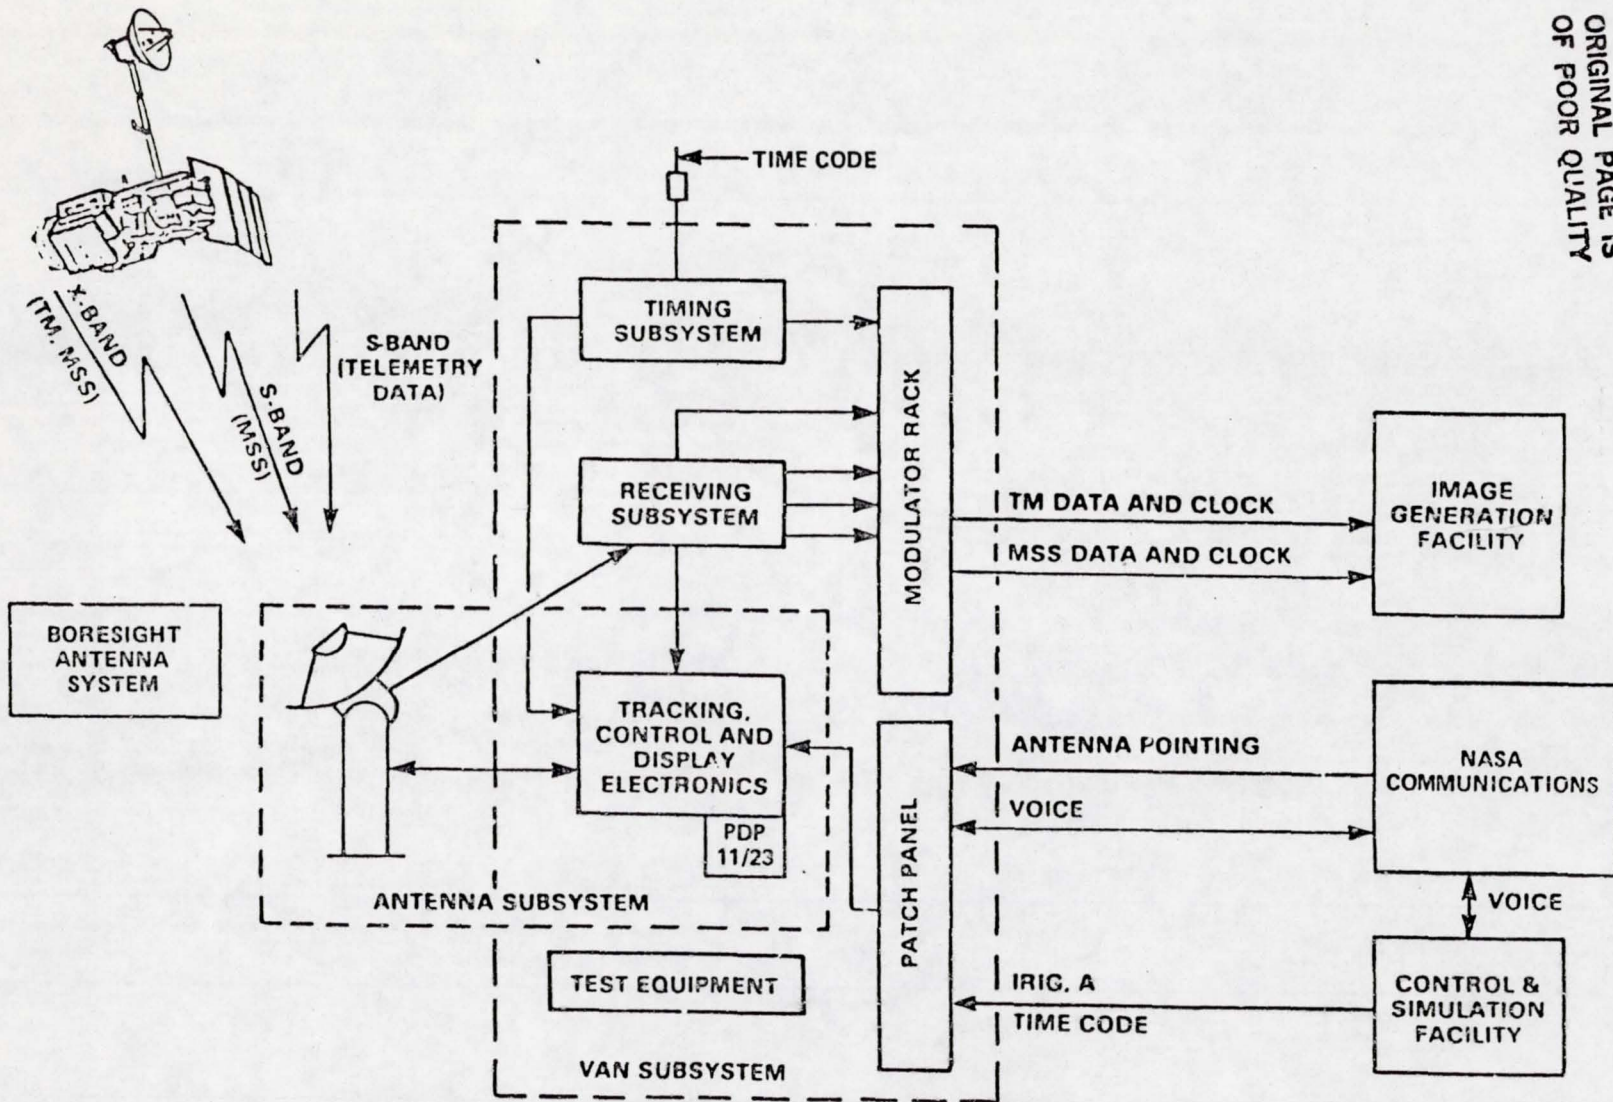 ORIGINAL PAGE IS
OF POOR QUALITY
TIME CODE
X-BAND
(TM, MSS)
S-BAND
(MSS)
S-BAND
(TELEMETRY
DATA)
TIMING
SUBSYSTEM
RECEIVING
SUBSYSTEM
MODULATOR RACK
TM DATA AND CLOCK
MSS DATA AND CLOCK
IMAGE
GENERATION
FACILITY
BORESIGHT
ANTENNA
SYSTEM
TRACKING,
CONTROL AND
DISPLAY
ELECTRONICS
PDP
11/23
ANTENNA SUBSYSTEM
PATCH PANEL
ANTENNA POINTING
VOICE
NASA
COMMUNICATIONS
VOICE
TEST EQUIPMENT
IRIG. A
TIME CODE
CONTROL &
SIMULATION
FACILITY
VAN SUBSYSTEM